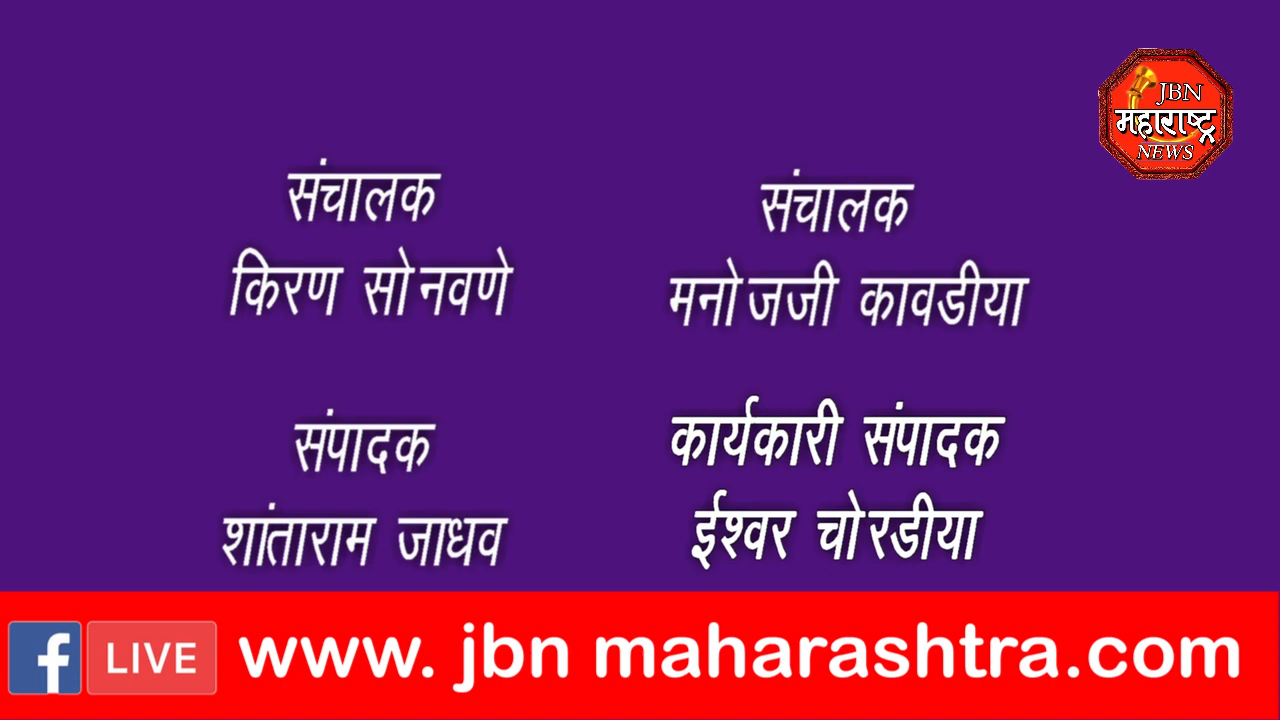 JBN
महाराष्ट्र
NEWS
संचालक
किरण सोनवणे
संचालक
मनोजजी कावडीया
संपादक
शांताराम जाधव
कार्यकारी संपादक
ईश्वर चोरडीया
f LIVE www. jbn maharashtra.com